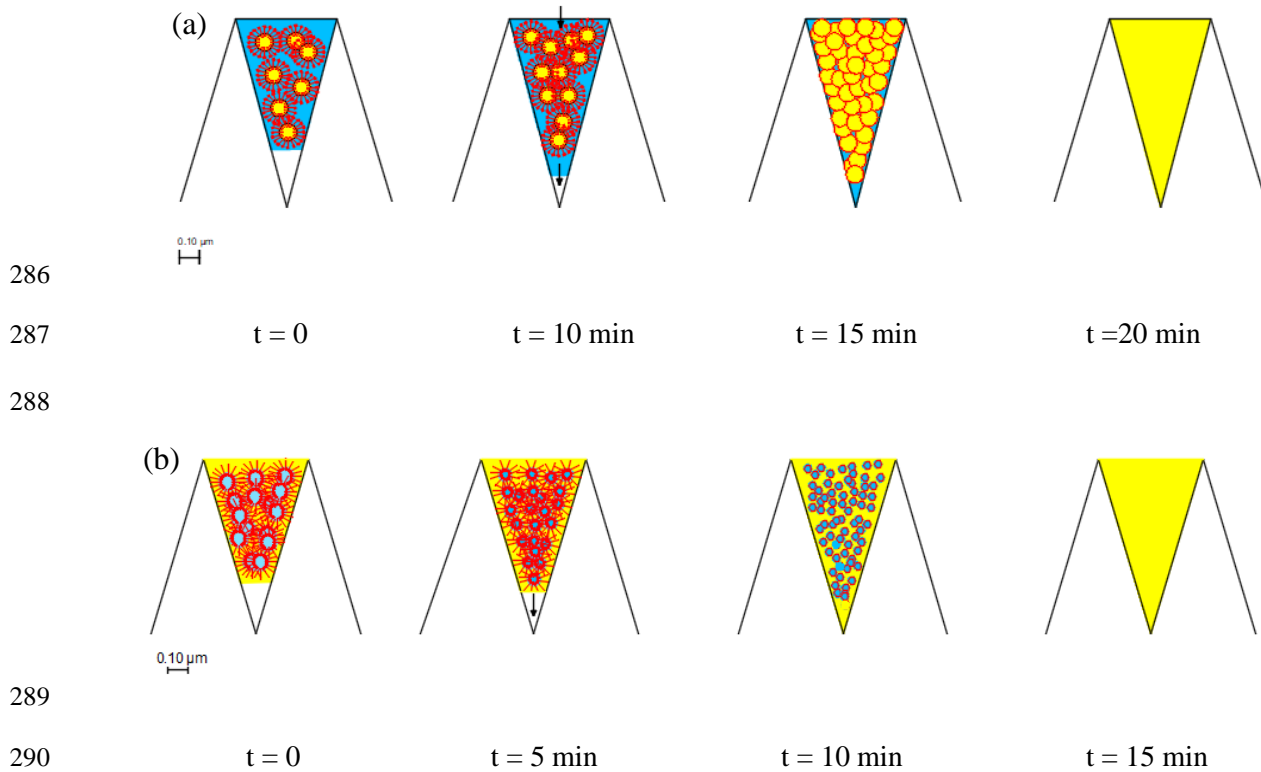 (a)
0.10 µm
286
287 t = 0 t = 10 min t = 15 min t =20 min
288
(b)
0.10 µm
289
290 t = 0 t = 5 min t = 10 min t = 15 min